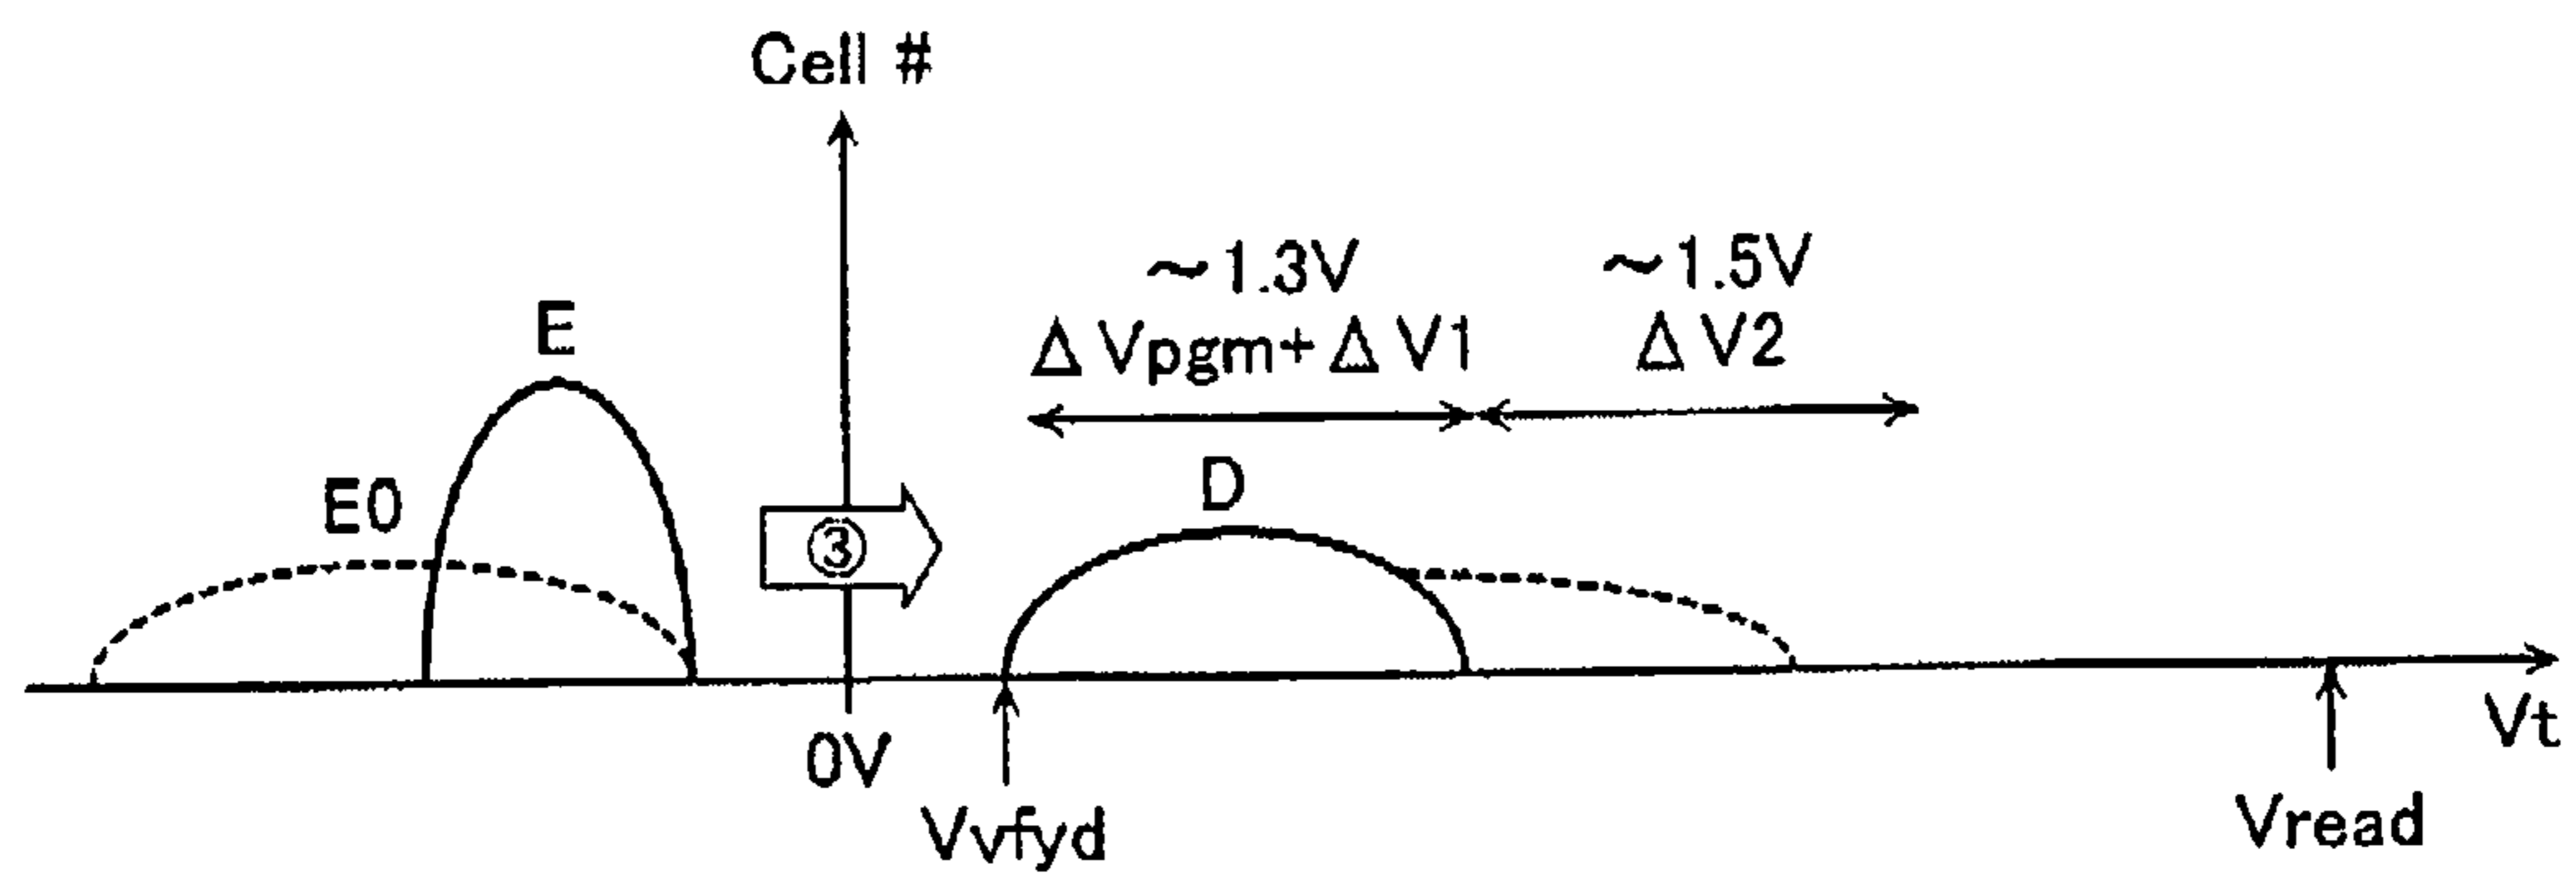 Cell #
~1.3V
ΔVpgm+ΔV1
~1.5V
ΔV2
E
E0
D
③
0V
Vvfyd
Vread
Vt